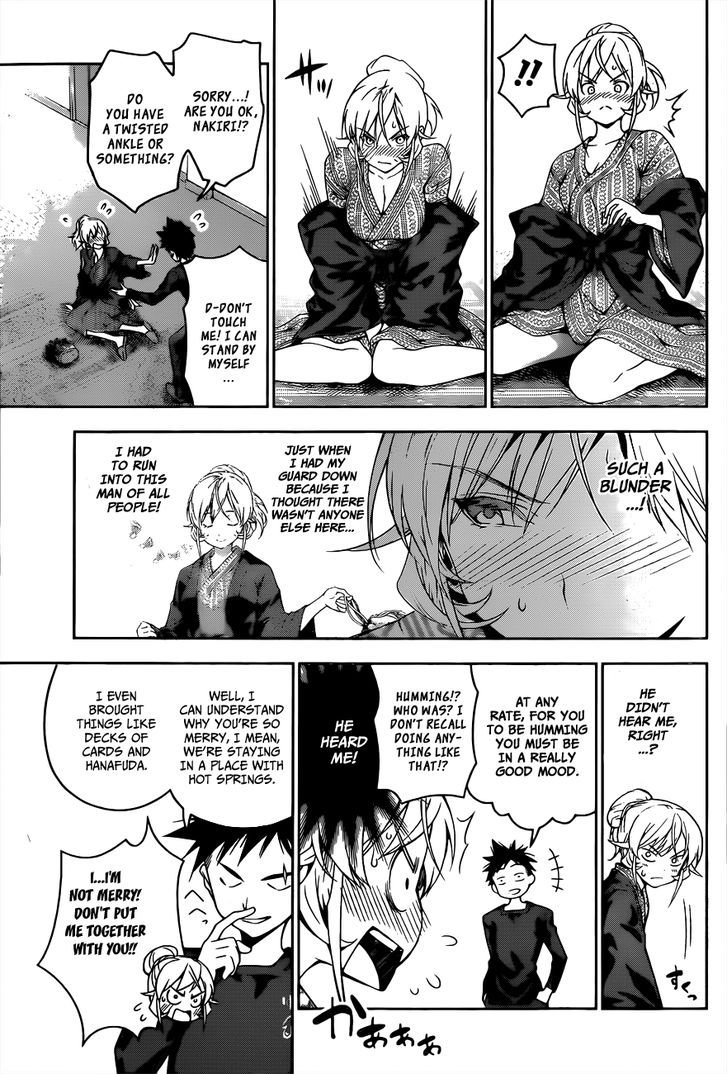 !!
SORRY...!
ARE YOU OK,
NAKIRI!?
DO
YOU HAVE
A TWISTED
ANKLE OR
SOMETHING?
D-DON'T
TOUCH
ME! I CAN
STAND BY
MYSELF
...
SUCH A
BLUNDER
...!
JUST WHEN
I HAD MY
GUARD DOWN
BECAUSE I
THOUGHT THERE
WASN'T ANYONE
ELSE HERE...
I HAD
TO RUN
INTO THIS
MAN OF ALL
PEOPLE!
HE
DIDN'T
HEAR ME,
RIGHT
...?
すくっ
AT ANY
RATE, FOR YOU
TO BE HUMMING
YOU MUST BE
IN A REALLY
GOOD MOOD.
HUMMING!?
WHO WAS? I
DON'T RECALL
DOING ANY-
THING LIKE
THAT!?
HE
HEARD
ME!
かあぁぁぁ
WELL, I
CAN UNDERSTAND
WHY YOU'RE SO
MERRY, I MEAN,
WE'RE STAYING
IN A PLACE WITH
HOT SPRINGS.
I EVEN
BROUGHT
THINGS LIKE
DECKS OF
CARDS AND
HANAFUDA.
I...I'M
NOT MERRY!
DON'T PUT
ME TOGETHER
WITH YOU!!